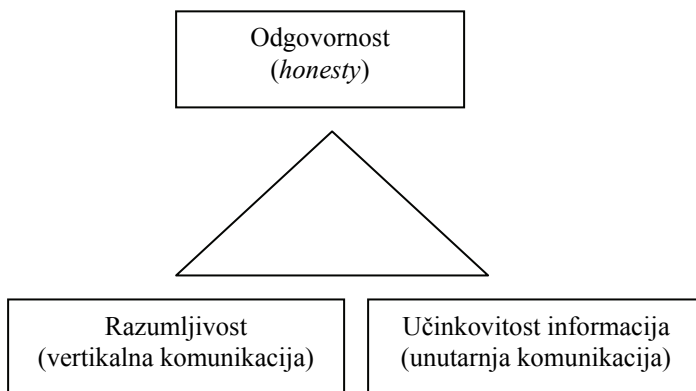 Odgovornost
(honesty)
Razumljivost
(vertikalna komunikacija)
Učinkovitost informacija
(unutarnja komunikacija)